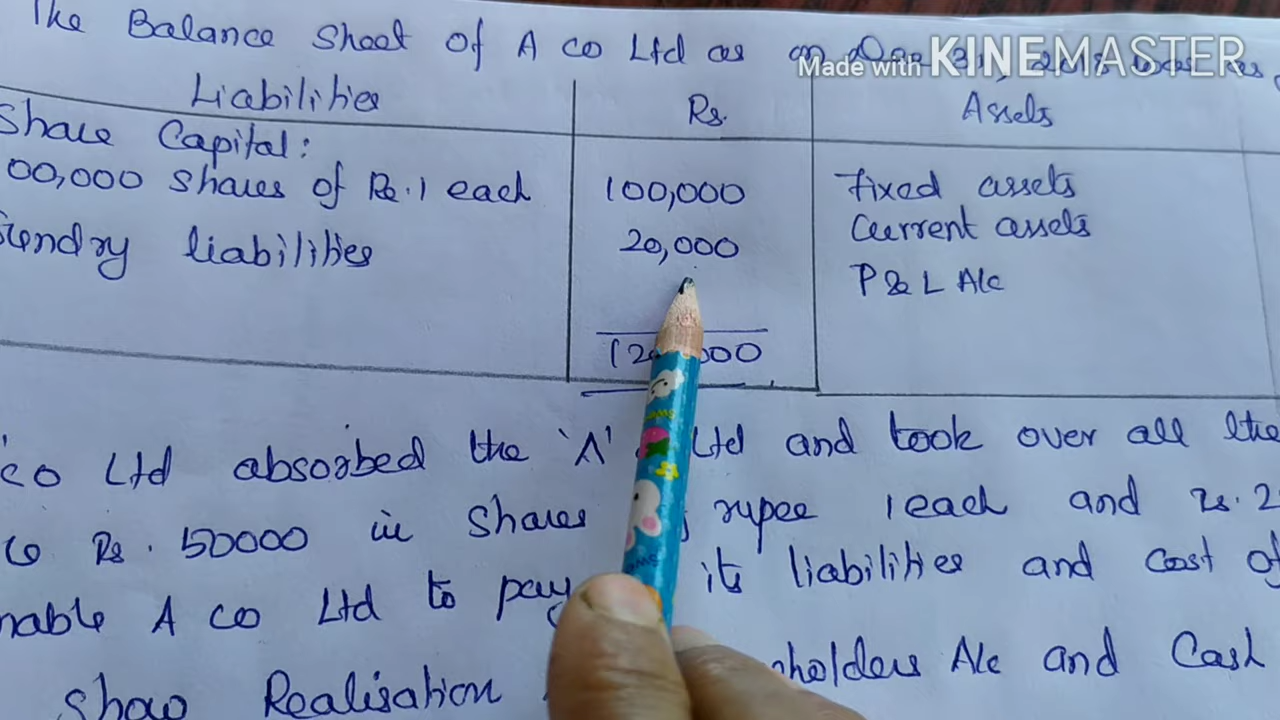 The Balance Sheet Of A co Ltd as on
Made with KINEMASTER
Liabilities Rs. Assets
Share Capital:
00,000 shares of Rs.1 each 100,000 Fixed assets
Sundry liabilities 20,000 Current assets
P & L A/c
co Ltd absorbed the 'A' Ltd and took over all the
Rs. 50000 in shares rupee 1 each and Rs. 2
A co Ltd to pay its liabilities and cost of
Show Realisation A/c and Cash